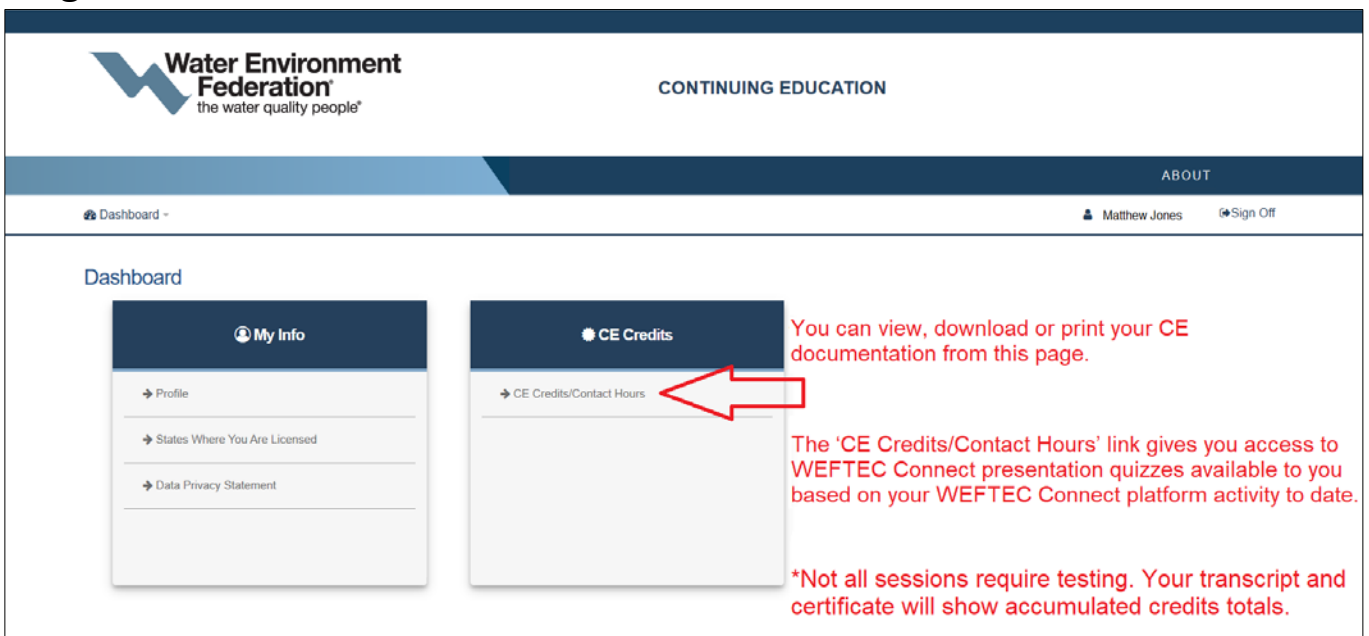 Water Environment
Federation®
the water quality people®
CONTINUING EDUCATION
ABOUT
Dashboard
Matthew Jones
Sign Off
Dashboard
My Info
CE Credits
Profile
States Where You Are Licensed
Data Privacy Statement
CE Credits/Contact Hours
You can view, download or print your CE
documentation from this page.
The ‘CE Credits/Contact Hours’ link gives you access to
WEFTEC Connect presentation quizzes available to you
based on your WEFTEC Connect platform activity to date.
*Not all sessions require testing. Your transcript and
certificate will show accumulated credits totals.